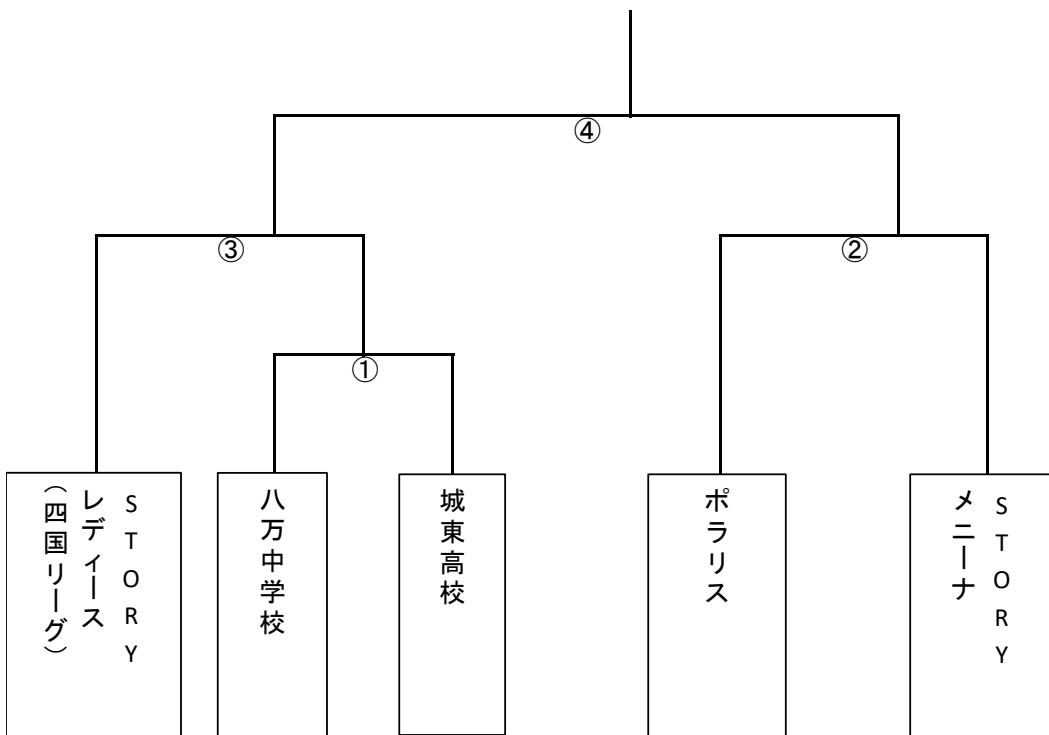 ④
③
②
①
STORY
レディース
（四国リーグ）
八万中学校
城東高校
ポラリス
STORY
メニーナ